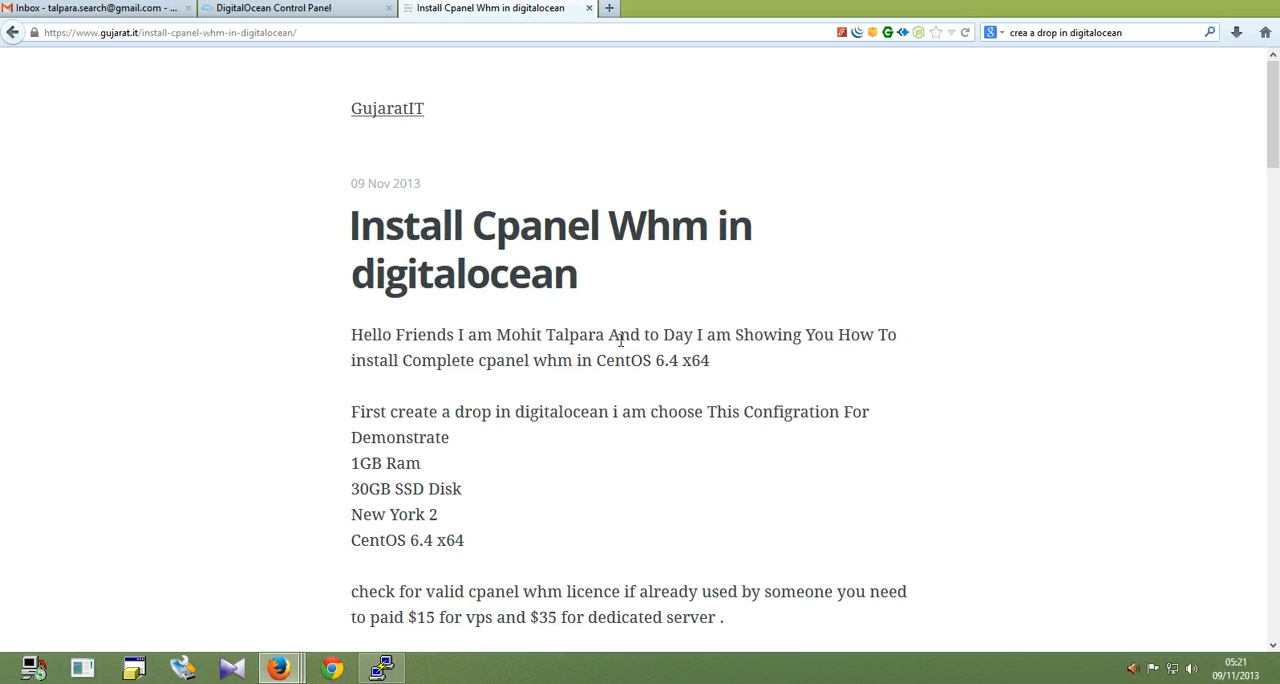 Inbox - talpara.search@gmail.com - ...
DigitalOcean Control Panel
Install Cpanel Whm in digitalocean
https://www.gujarat.it/install-cpanel-whm-in-digitalocean/
crea a drop in digitalocean
GujaratIT
09 Nov 2013
Install Cpanel Whm in
digitalocean
Hello Friends I am Mohit Talpara And to Day I am Showing You How To
install Complete cpanel whm in CentOS 6.4 x64
First create a drop in digitalocean i am choose This Configration For
Demonstrate
1GB Ram
30GB SSD Disk
New York 2
CentOS 6.4 x64
check for valid cpanel whm licence if already used by someone you need
to paid $15 for vps and $35 for dedicated server .
05:21
09/11/2013